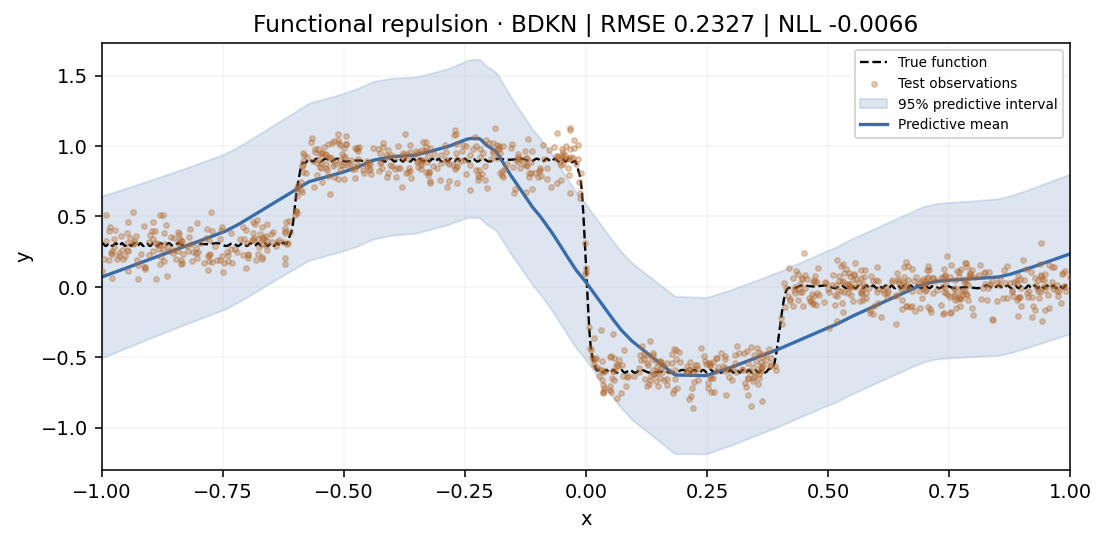 Functional repulsion · BDKN | RMSE 0.2327 | NLL -0.0066
True function
Test observations
95% predictive interval
Predictive mean
y
1.5
1.0
0.5
0.0
−0.5
−1.0
−1.00 −0.75 −0.50 −0.25 0.00 0.25 0.50 0.75 1.00
x